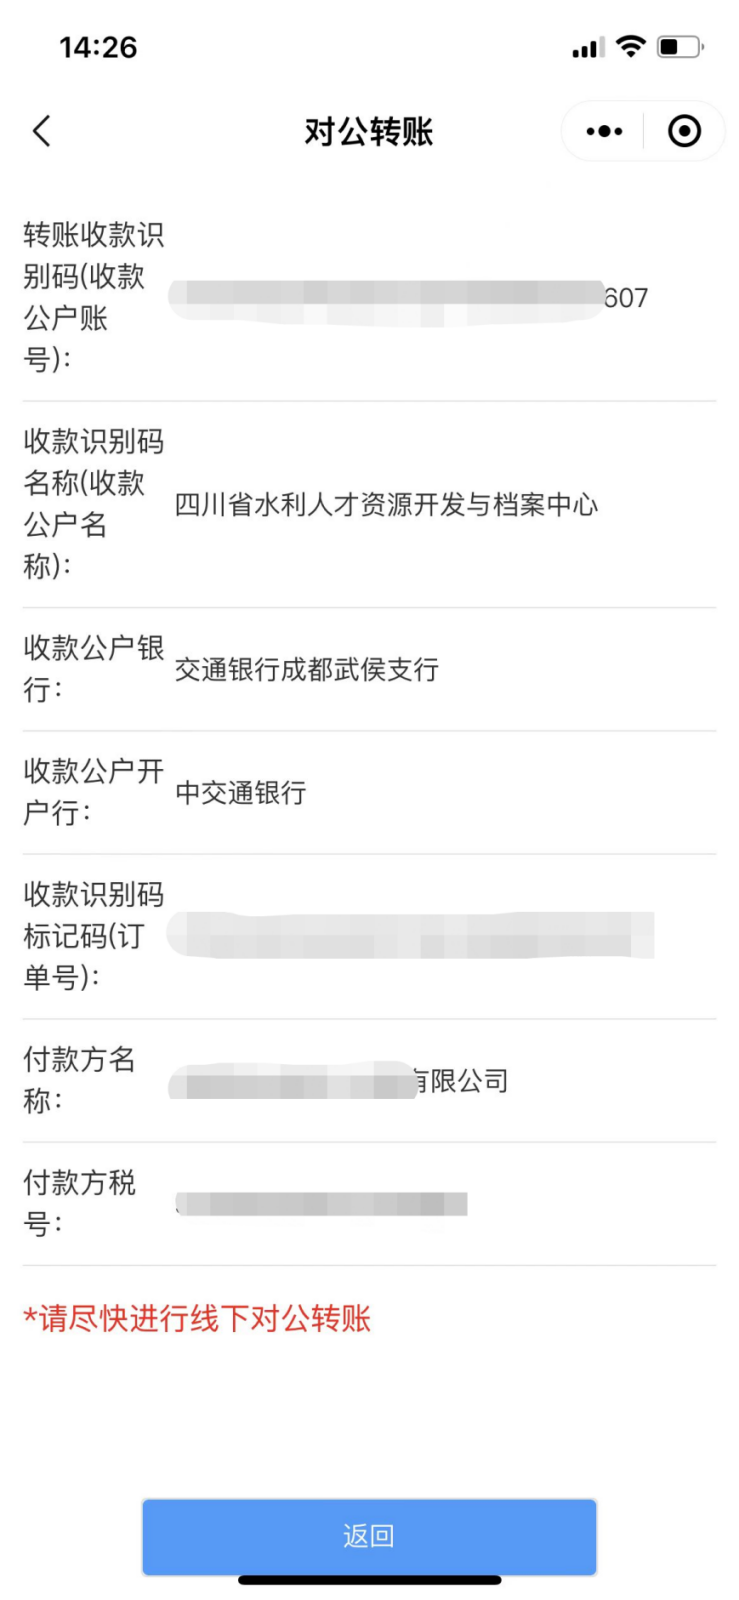 14:26
对公转账
转账收款识
别码(收款
公户账
号):
607
收款识别码
名称(收款
公户名
称):
四川省水利人才资源开发与档案中心
收款公户银
行:
交通银行成都武侯支行
收款公户开
户行:
中交通银行
收款识别码
标记码(订
单号):
付款方名
称:
有限公司
付款方税
号:
*请尽快进行线下对公转账
返回